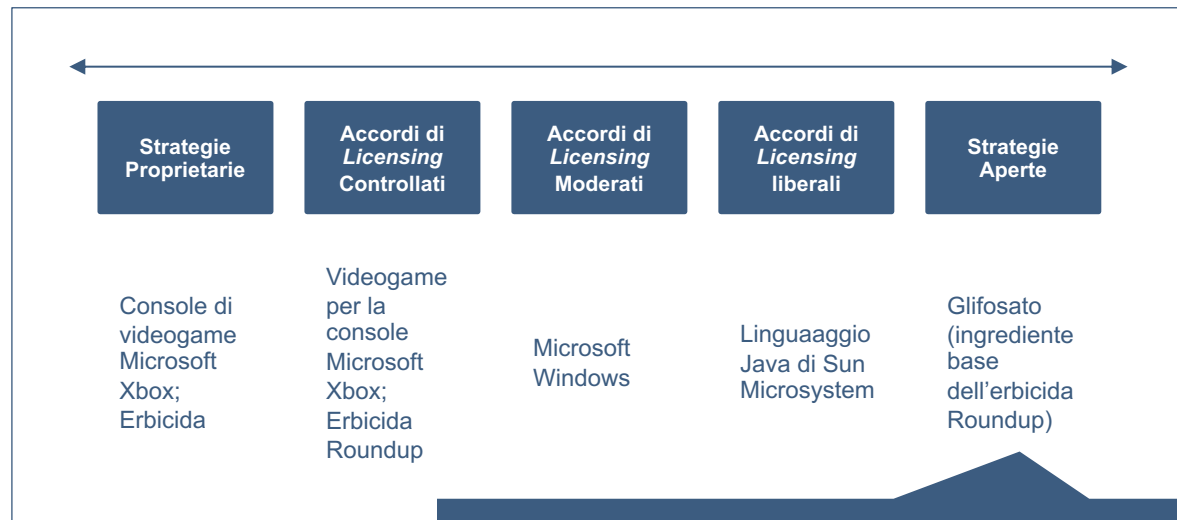 Strategie
Proprietarie
Accordi di
Licensing
Controllati
Accordi di
Licensing
Moderati
Accordi di
Licensing
liberali
Strategie
Aperte
Console di
videogame
Microsoft
Xbox;
Erbicida
Videogame
per la
console
Microsoft
Xbox;
Erbicida
Roundup
Microsoft
Windows
Linguaaggio
Java di Sun
Microsystem
Glifosato
(ingrediente
base
dell’erbicida
Roundup)